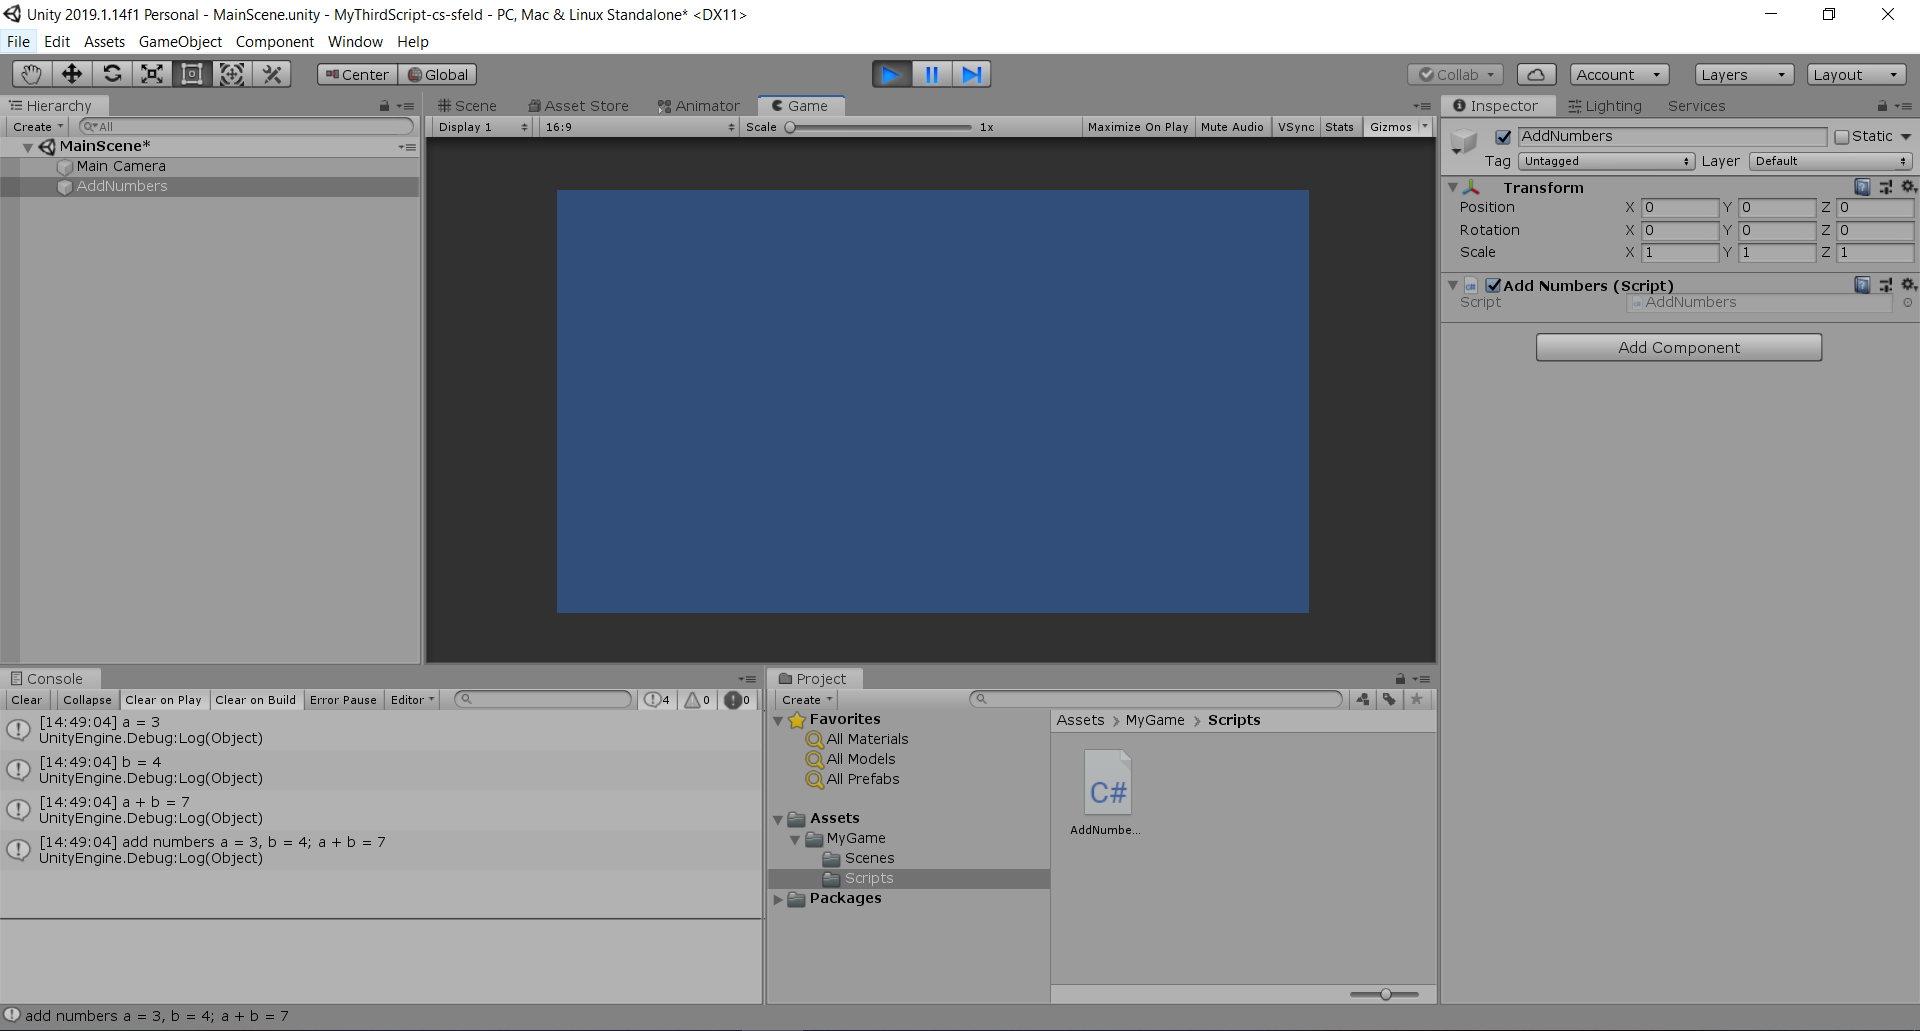 Unity 2019.1.14f1 Personal - MainScene.unity - MyThirdScript-cs-sfeld - PC, Mac & Linux Standalone* <DX11>
File Edit Assets GameObject Component Window Help
Center Global Collab Account Layers Layout
Hierarchy
Create All
MainScene*
Main Camera
AddNumbers
Scene Asset Store Animator Game
Display 1 16:9 Scale 1x Maximize On Play Mute Audio VSync Stats Gizmos
Inspector Lighting Services
AddNumbers Static
Tag Untagged Layer Default
Transform
Position X 0 Y 0 Z 0
Rotation X 0 Y 0 Z 0
Scale X 1 Y 1 Z 1
Add Numbers (Script)
Script AddNumbers
Add Component
Console
Clear Collapse Clear on Play Clear on Build Error Pause Editor 4 0 0
[14:49:04] a = 3
UnityEngine.Debug:Log(Object)
[14:49:04] b = 4
UnityEngine.Debug:Log(Object)
[14:49:04] a + b = 7
UnityEngine.Debug:Log(Object)
[14:49:04] add numbers a = 3, b = 4; a + b = 7
UnityEngine.Debug:Log(Object)
Project
Create
Favorites
All Materials
All Models
All Prefabs
Assets
MyGame
Scenes
Scripts
Packages
Assets > MyGame > Scripts
C#
AddNumbe...
add numbers a = 3, b = 4; a + b = 7